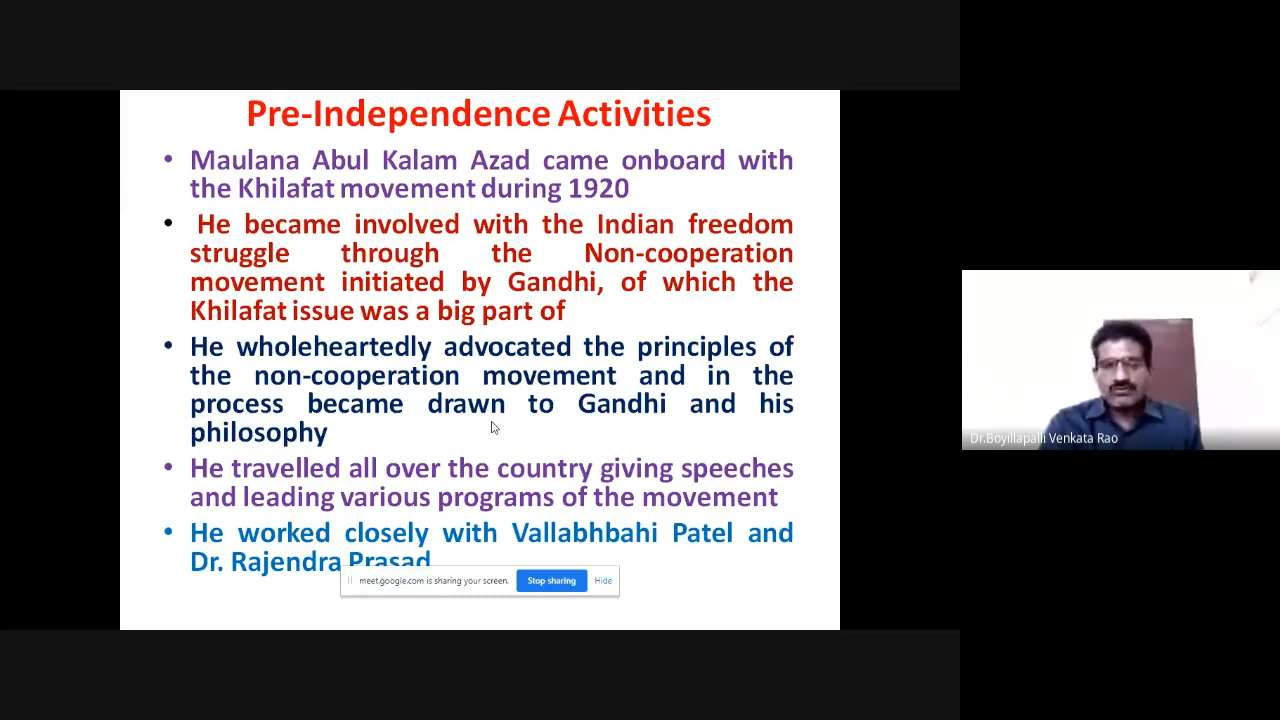 Pre-Independence Activities
• Maulana Abul Kalam Azad came onboard with
the Khilafat movement during 1920
• He became involved with the Indian freedom
struggle through the Non-cooperation
movement initiated by Gandhi, of which the
Khilafat issue was a big part of
• He wholeheartedly advocated the principles of
the non-cooperation movement and in the
process became drawn to Gandhi and his
philosophy
• He travelled all over the country giving speeches
and leading various programs of the movement
• He worked closely with Vallabhbahi Patel and
Dr. Rajendra Prasad
meet.google.com is sharing your screen. Stop sharing Hide
Dr.Boyillapalli Venkata Rao